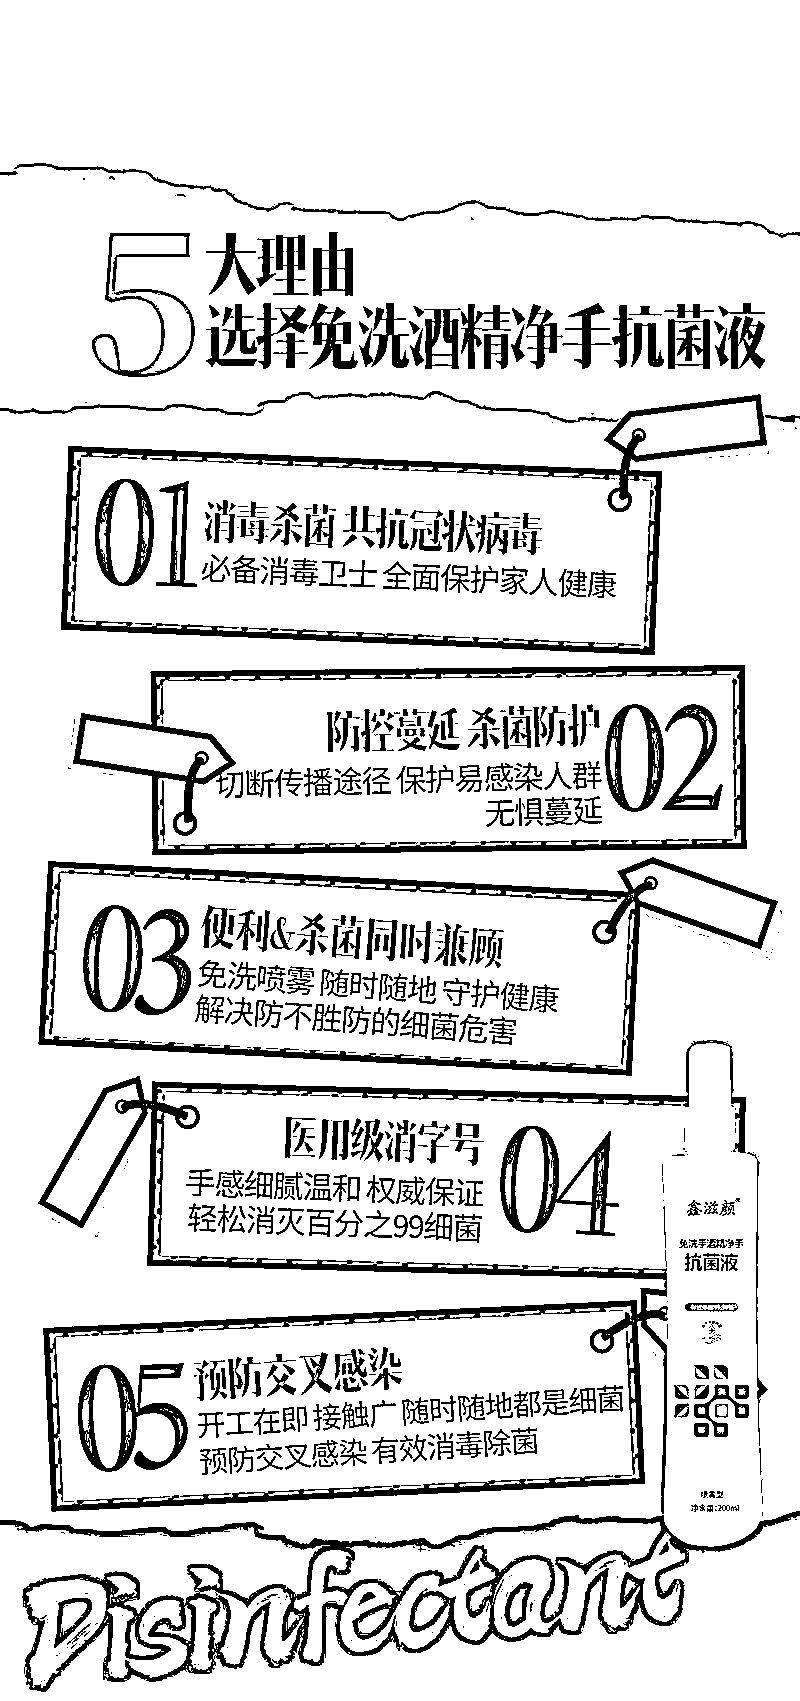 5大理由
选择免洗酒精净手抗菌液
01
消毒杀菌 共抗冠状病毒
必备消毒卫士 全面保护家人健康
02
防控蔓延 杀菌防护
切断传播途径 保护易感染人群
无惧蔓延
03
便利&杀菌同时兼顾
免洗喷雾 随时随地 守护健康
解决防不胜防的细菌危害
04
医用级消字号
手感细腻温和 权威保证
轻松消灭百分之99细菌
鑫滋颜
免洗手酒精净手
抗菌液
05
预防交叉感染
开工在即 接触广 随时随地都是细菌
预防交叉感染 有效消毒除菌
喷雾型
净含量:200ml
Disinfectant